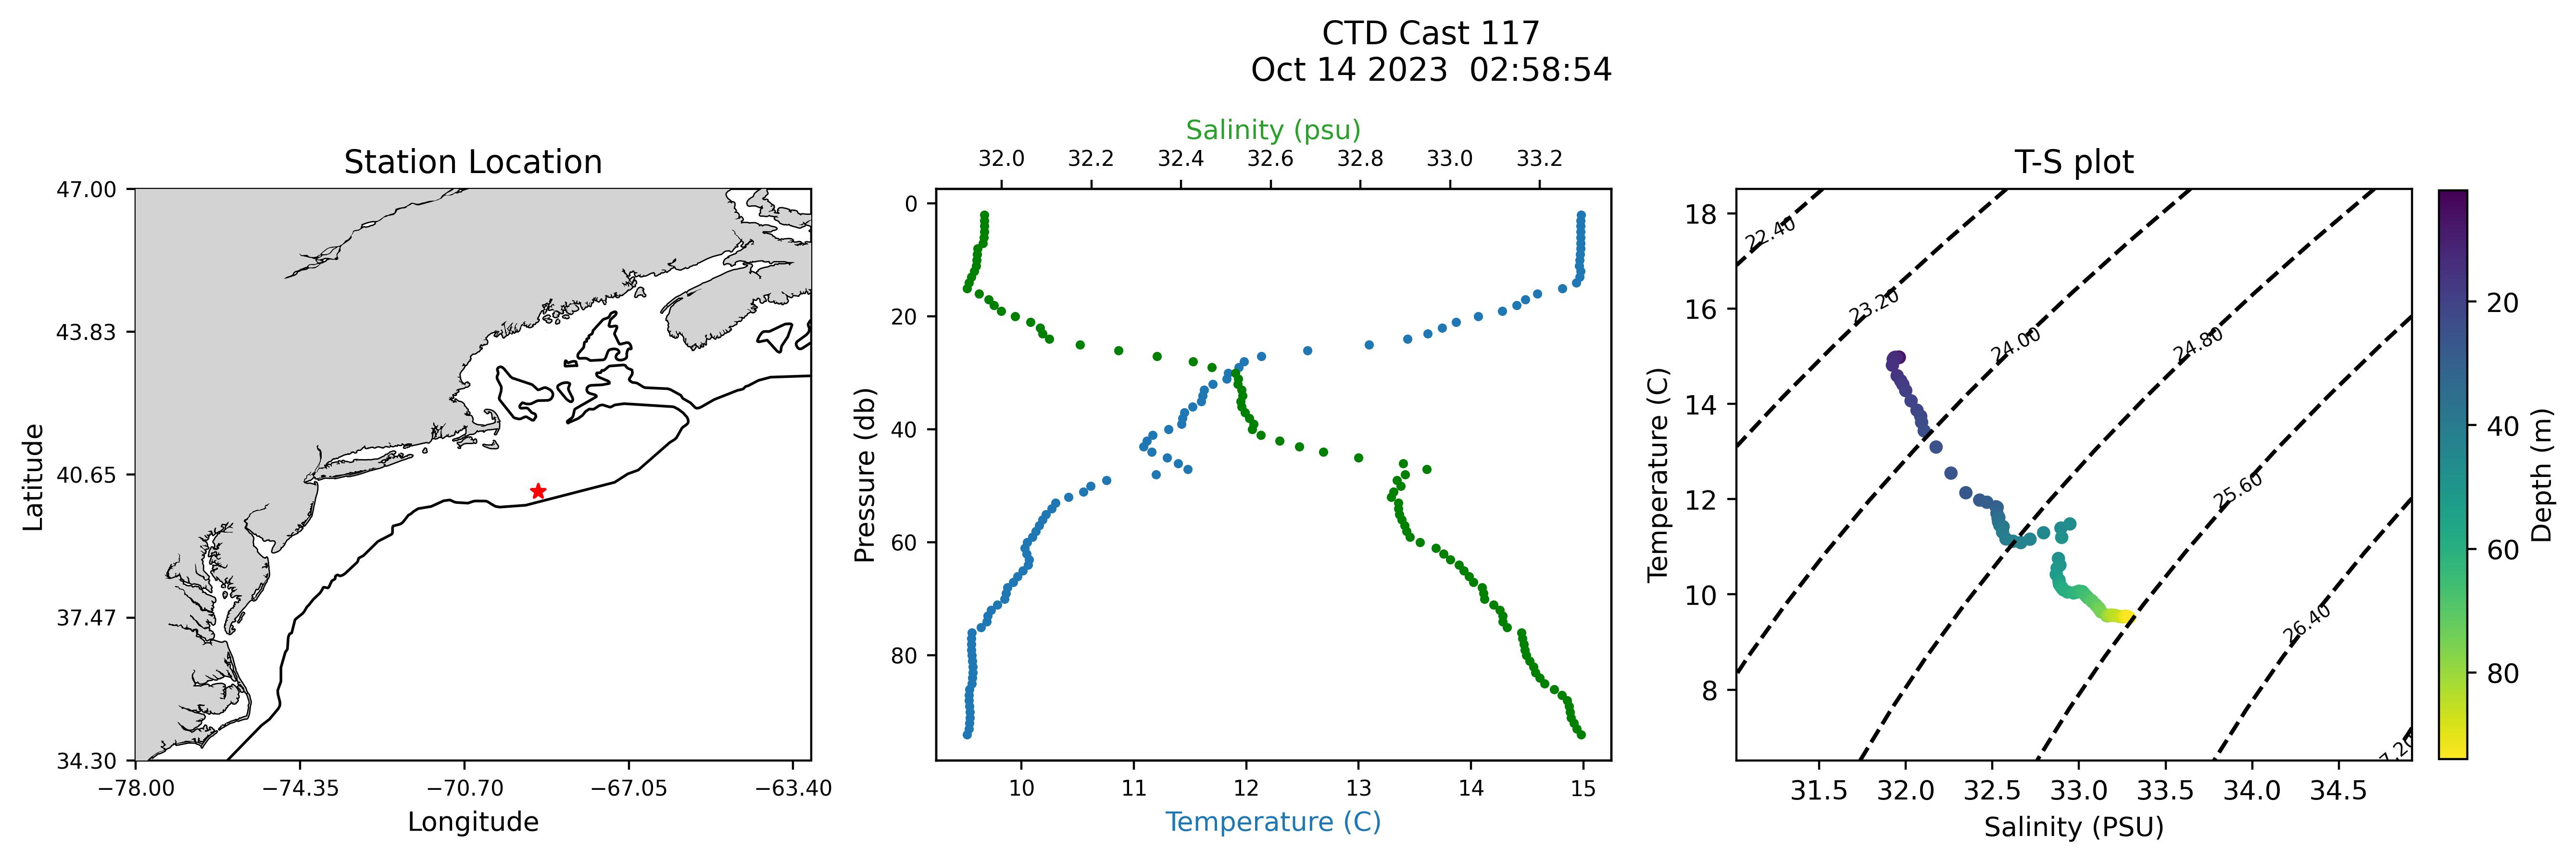 CTD Cast 117
Oct 14 2023  02:58:54
Station Location
47.00
43.83
40.65
37.47
34.30
Latitude
−78.00 −74.35 −70.70 −67.05 −63.40
Longitude
Salinity (psu)
32.0 32.2 32.4 32.6 32.8 33.0 33.2
0
20
40
60
80
Pressure (db)
10 11 12 13 14 15
Temperature (C)
T-S plot
18
16
14
12
10
8
Temperature (C)
22.40
23.20
24.00
24.80
25.60
26.40
7.20
31.5 32.0 32.5 33.0 33.5 34.0 34.5
Salinity (PSU)
20
40
60
80
Depth (m)